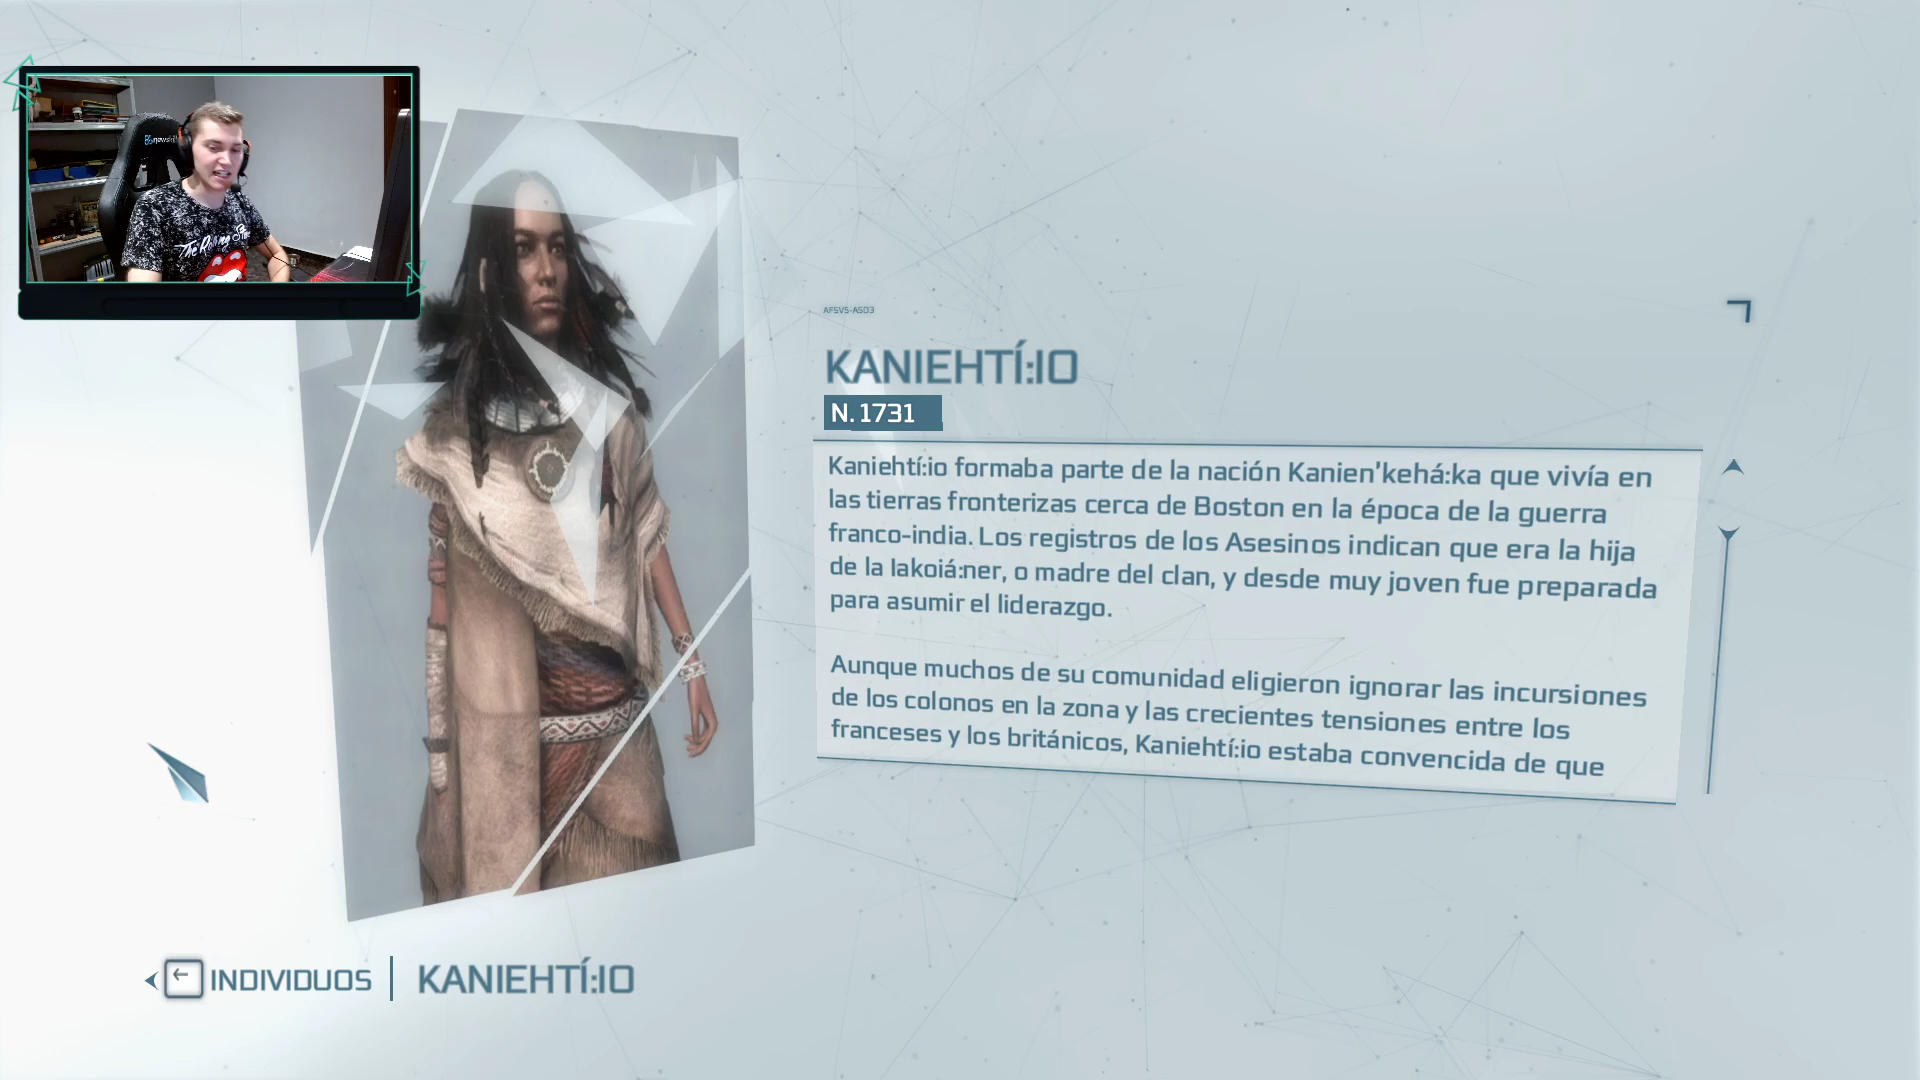 newskill
The Rolling Stones
AFSVS-AS03
KANIEHTÍ:IO
N. 1731
Kaniehtí:io formaba parte de la nación Kanien'kehá:ka que vivía en
las tierras fronterizas cerca de Boston en la época de la guerra
franco-india. Los registros de los Asesinos indican que era la hija
de la Iakoiá:ner, o madre del clan, y desde muy joven fue preparada
para asumir el liderazgo.
Aunque muchos de su comunidad eligieron ignorar las incursiones
de los colonos en la zona y las crecientes tensiones entre los
franceses y los británicos, Kaniehtí:io estaba convencida de que
INDIVIDUOS
KANIEHTÍ:IO